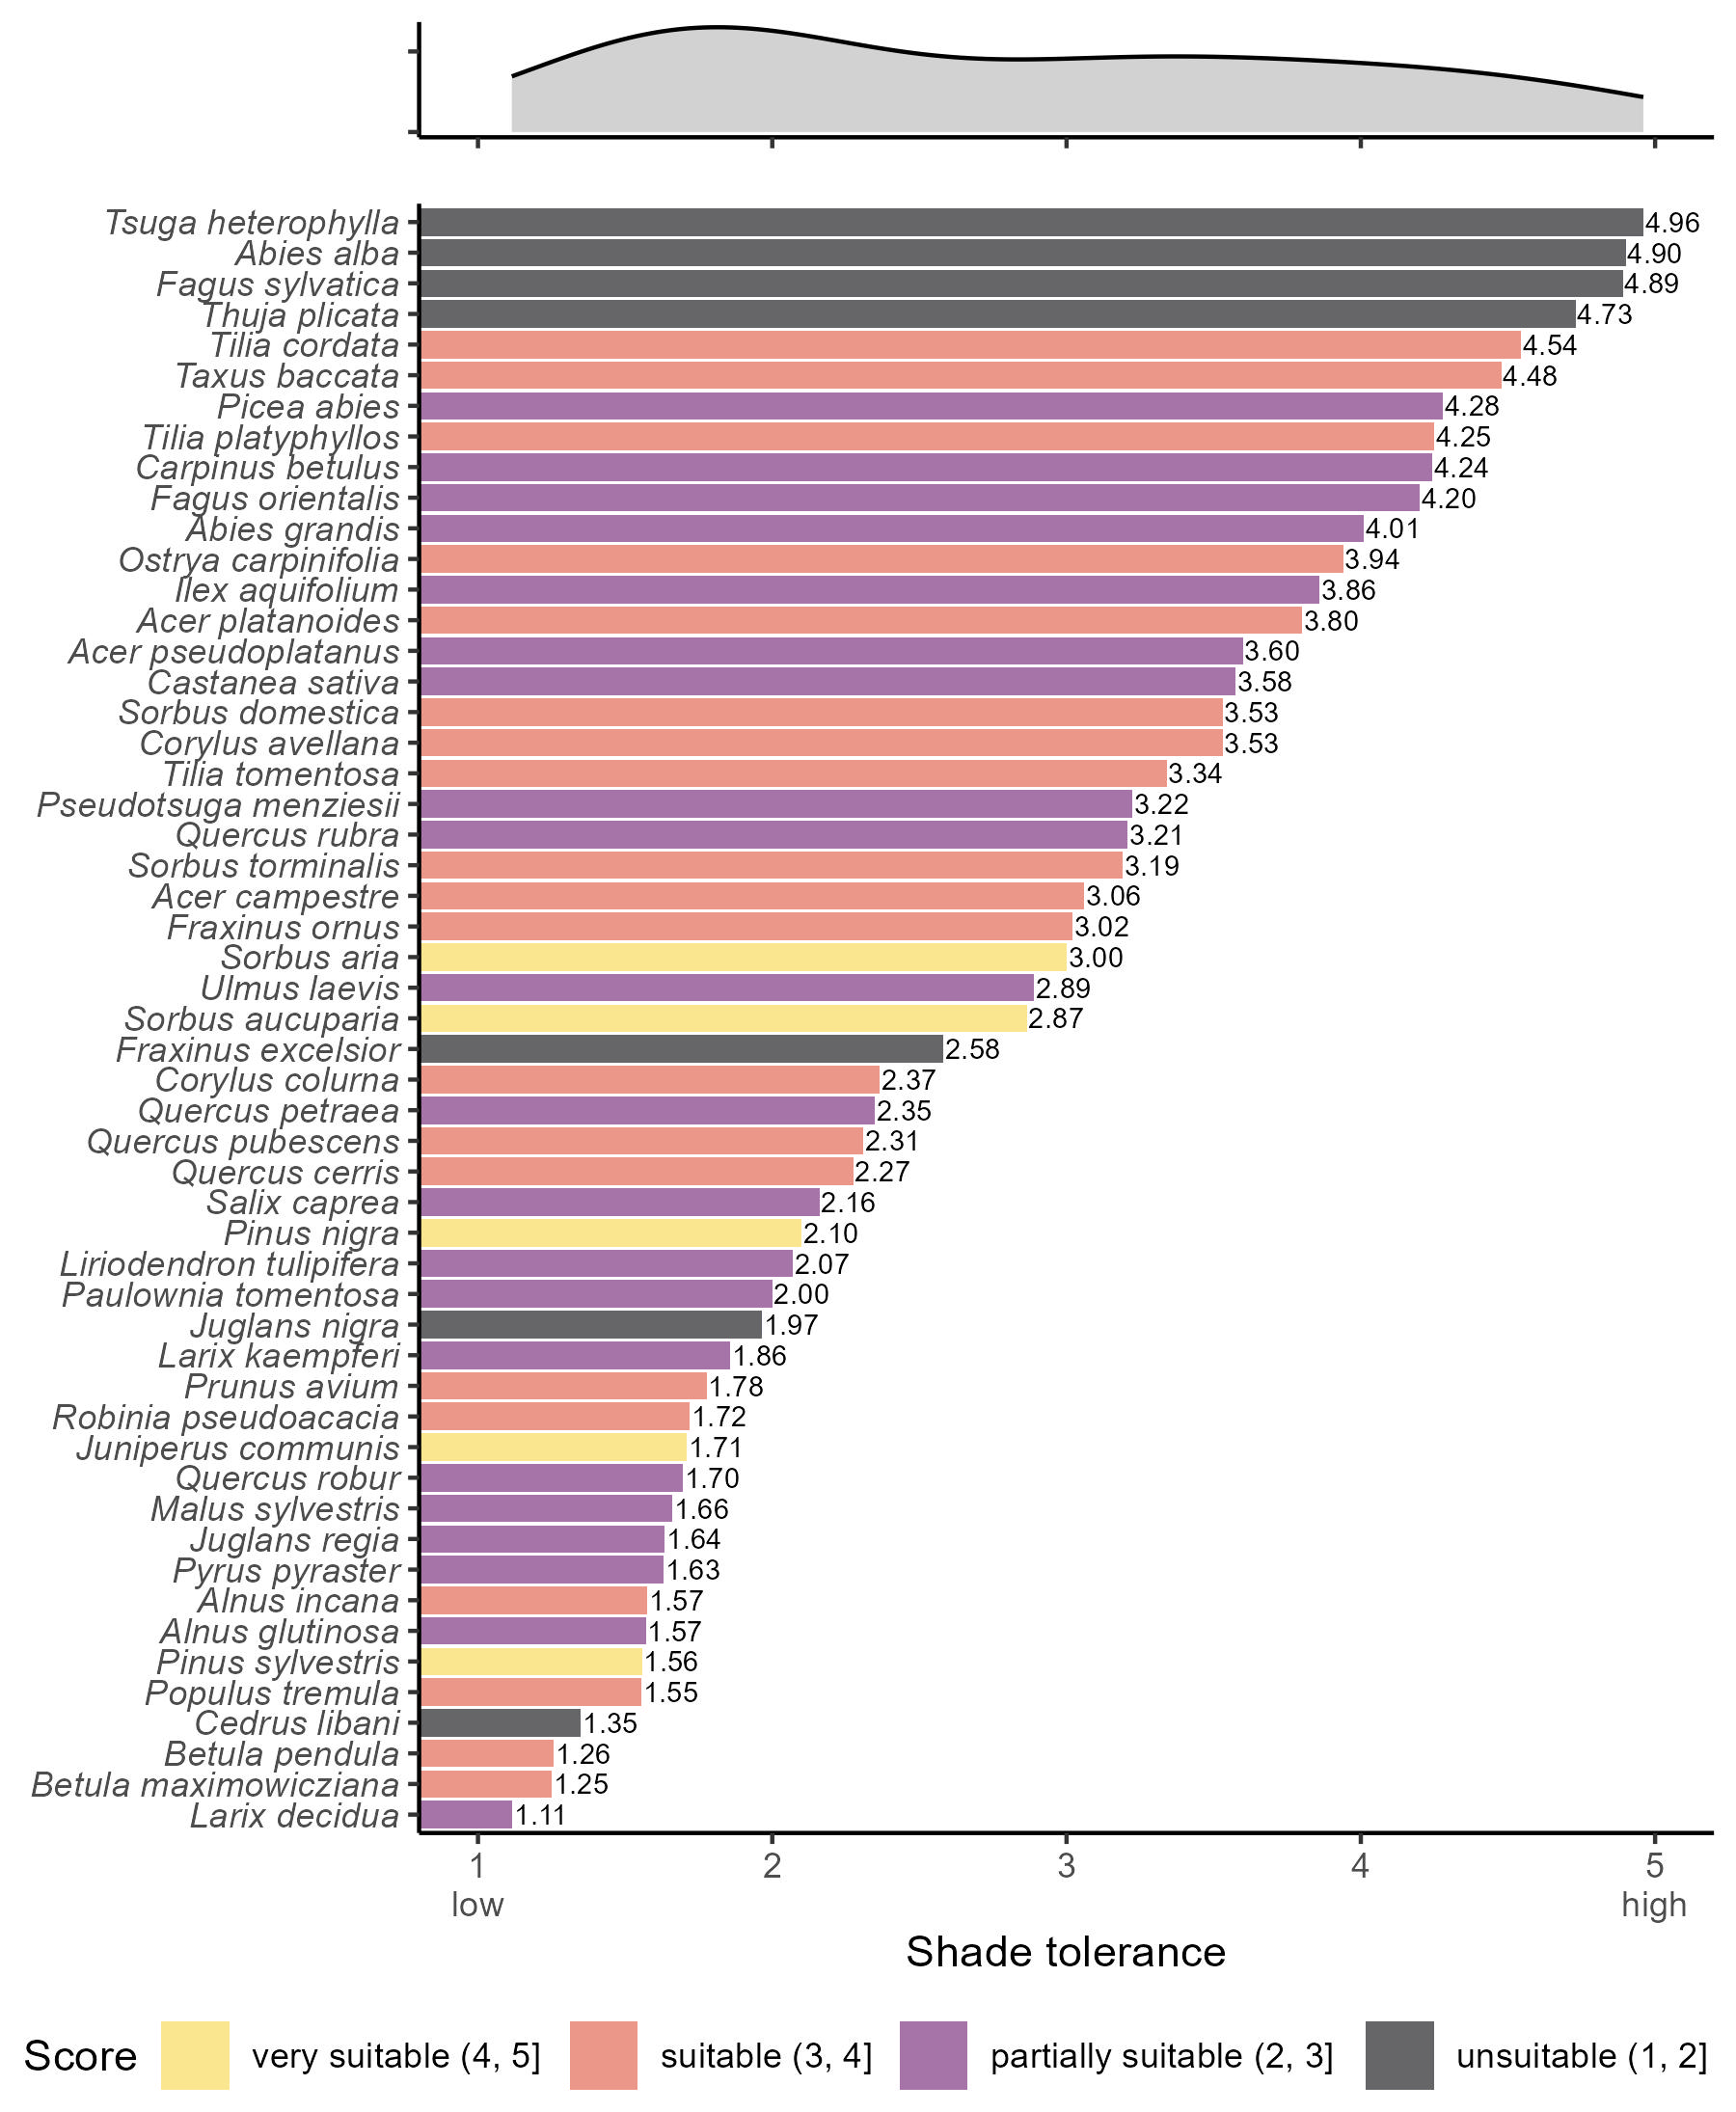 Tsuga heterophylla 4.96
Abies alba 4.90
Fagus sylvatica 4.89
Thuja plicata 4.73
Tilia cordata 4.54
Taxus baccata 4.48
Picea abies 4.28
Tilia platyphyllos 4.25
Carpinus betulus 4.24
Fagus orientalis 4.20
Abies grandis 4.01
Ostrya carpinifolia 3.94
Ilex aquifolium 3.86
Acer platanoides 3.80
Acer pseudoplatanus 3.60
Castanea sativa 3.58
Sorbus domestica 3.53
Corylus avellana 3.53
Tilia tomentosa 3.34
Pseudotsuga menziesii 3.22
Quercus rubra 3.21
Sorbus torminalis 3.19
Acer campestre 3.06
Fraxinus ornus 3.02
Sorbus aria 3.00
Ulmus laevis 2.89
Sorbus aucuparia 2.87
Fraxinus excelsior 2.58
Corylus colurna 2.37
Quercus petraea 2.35
Quercus pubescens 2.31
Quercus cerris 2.27
Salix caprea 2.16
Pinus nigra 2.10
Liriodendron tulipifera 2.07
Paulownia tomentosa 2.00
Juglans nigra 1.97
Larix kaempferi 1.86
Prunus avium 1.78
Robinia pseudoacacia 1.72
Juniperus communis 1.71
Quercus robur 1.70
Malus sylvestris 1.66
Juglans regia 1.64
Pyrus pyraster 1.63
Alnus incana 1.57
Alnus glutinosa 1.57
Pinus sylvestris 1.56
Populus tremula 1.55
Cedrus libani 1.35
Betula pendula 1.26
Betula maximowicziana 1.25
Larix decidua 1.11
1 2 3 4 5
low high
Shade tolerance
Score very suitable (4, 5] suitable (3, 4] partially suitable (2, 3] unsuitable (1, 2]